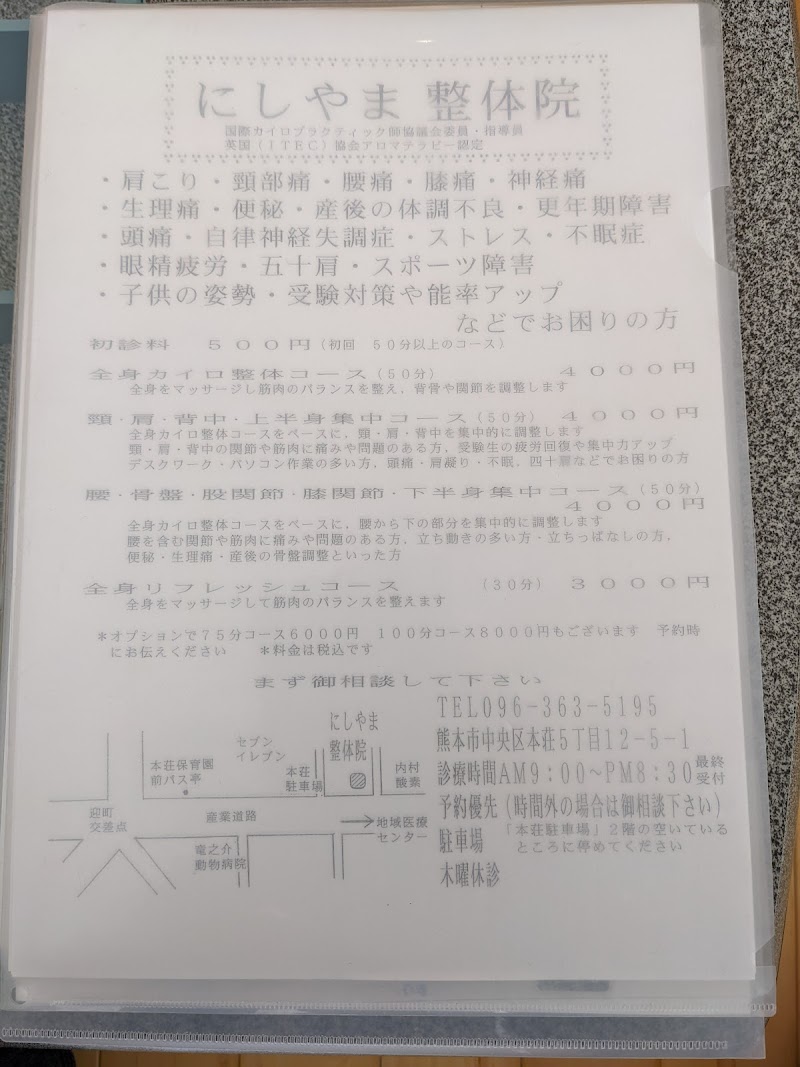 にしやま 整体院
国際カイロプラクティック師協議会委員・指導員
英国（ＩＴＥＣ）協会アロマテラピー認定
・肩こり・頸部痛・腰痛・膝痛・神経痛
・生理痛・便秘・産後の体調不良・更年期障害
・頭痛・自律神経失調症・ストレス・不眠症
・眼精疲労・五十肩・スポーツ障害
・子供の姿勢・受験対策や能率アップ
などでお困りの方
初診料 ５００円（初回 ５０分以上のコース）
全身カイロ整体コース（５０分） ４０００円
全身をマッサージし筋肉のバランスを整え，背骨や関節を調整します
頸・肩・背中・上半身集中コース（５０分） ４０００円
全身カイロ整体コースをベースに，頸・肩・背中を集中的に調整します
頸・肩・背中の関節や筋肉に痛みや問題のある方，受験生の疲労回復や集中力アップ
デスクワーク・パソコン作業の多い方，頭痛・肩凝り・不眠，四十肩などでお困りの方
腰・骨盤・股関節・膝関節・下半身集中コース（５０分）
４０００円
全身カイロ整体コースをベースに，腰から下の部分を集中的に調整します
腰を含む関節や筋肉に痛みや問題のある方，立ち動きの多い方・立ちっぱなしの方，
便秘・生理痛・産後の骨盤調整といった方
全身リフレッシュコース （３０分） ３０００円
全身をマッサージして筋肉のバランスを整えます
＊オプションで７５分コース６０００円 １００分コース８０００円もございます 予約時
にお伝えください ＊料金は税込です
まず御相談して下さい
TEL096-363-5195
熊本市中央区本荘5丁目12-5-1
診療時間AM9：00～PM8：30最終受付
予約優先（時間外の場合は御相談下さい）
駐車場 「本荘駐車場」２階の空いている
ところに停めてください
木曜休診
にしやま
整体院
セブン
イレブン
本荘保育園
前バス亭
本荘
駐車場
内村
酸素
迎町
交差点
産業道路
地域医療
センター
竜之介
動物病院